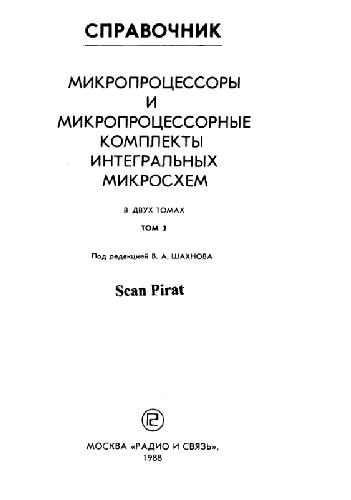 СПРАВОЧНИК
МИКРОПРОЦЕССОРЫ
И
МИКРОПРОЦЕССОРНЫЕ
КОМПЛЕКТЫ
ИНТЕГРАЛЬНЫХ
МИКРОСХЕМ
В ДВУХ ТОМАХ
ТОМ 1
Под редакцией В. А. ШАХНОВА
Scan Pirat
МОСКВА «РАДИО И СВЯЗЬ»,
1988